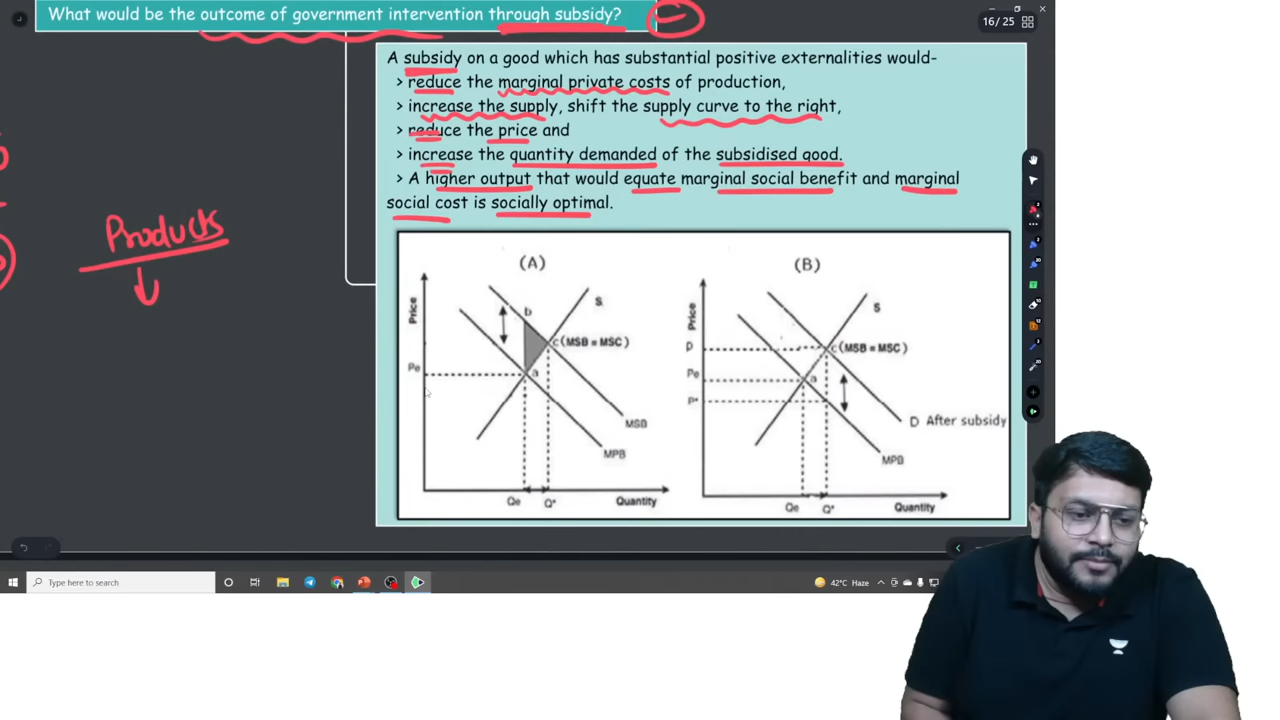 What would be the outcome of government intervention through subsidy?
16/ 25
A subsidy on a good which has substantial positive externalities would-
> reduce the marginal private costs of production,
> increase the supply, shift the supply curve to the right,
> reduce the price and
> increase the quantity demanded of the subsidised good.
> A higher output that would equate marginal social benefit and marginal
social cost is socially optimal.
Products
(A)
Price
S
b
c(MSB = MSC)
Pe
a
MSB
MPB
Qe Q* Quantity
(B)
Price
S
P
c(MSB = MSC)
Pe
a
P*
D After subsidy
MPB
Qe Q* Quantity
Type here to search
42°C Haze